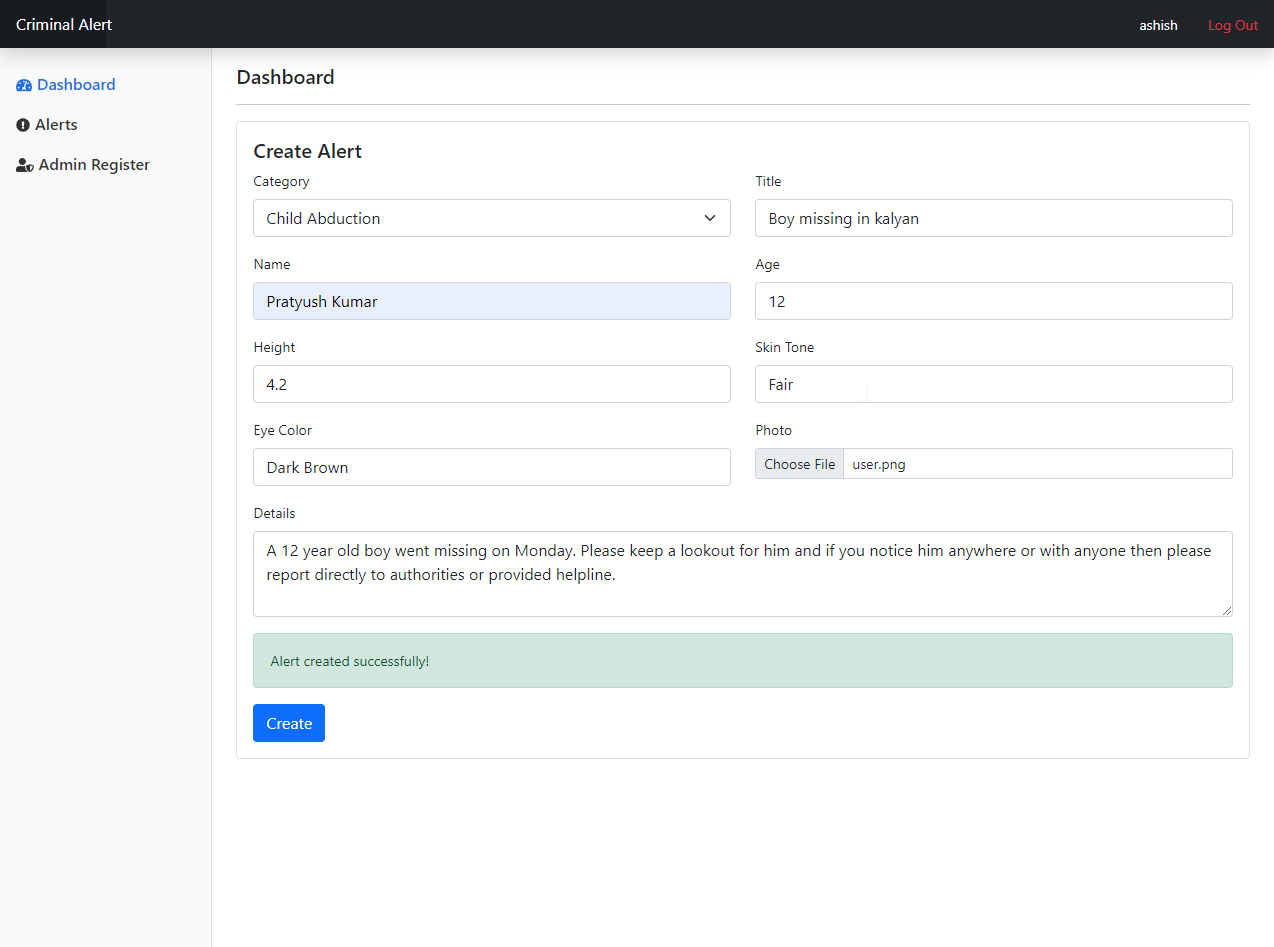 Criminal Alert
ashish
Log Out
Dashboard
Alerts
Admin Register
Dashboard
Create Alert
Category
Title
Child Abduction
Boy missing in kalyan
Name
Age
Pratyush Kumar
12
Height
Skin Tone
4.2
Fair
Eye Color
Photo
Dark Brown
Choose File user.png
Details
A 12 year old boy went missing on Monday. Please keep a lookout for him and if you notice him anywhere or with anyone then please
report directly to authorities or provided helpline.
Alert created successfully!
Create